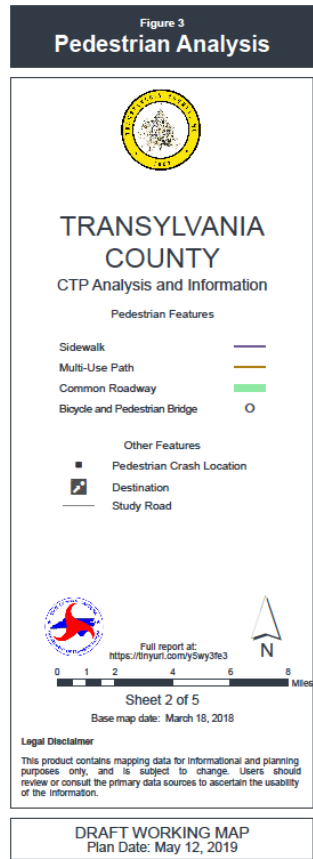 Figure 3
Pedestrian Analysis
TRANSYLVANIA
COUNTY
CTP Analysis and Information
Pedestrian Features
Sidewalk
Multi-Use Path
Common Roadway
Bicycle and Pedestrian Bridge
Other Features
Pedestrian Crash Location
Destination
Study Road
Full report at:
https://tinyurl.com/y5wy3fe3
N
0 1 2 4 6 8
Miles
Sheet 2 of 5
Base map date: March 18, 2018
Legal Disclaimer
This product contains mapping data for informational and planning
purposes only, and is subject to change. Users should
review or consult the primary data sources to ascertain the usability
of the information.
DRAFT WORKING MAP
Plan Date: May 12, 2019